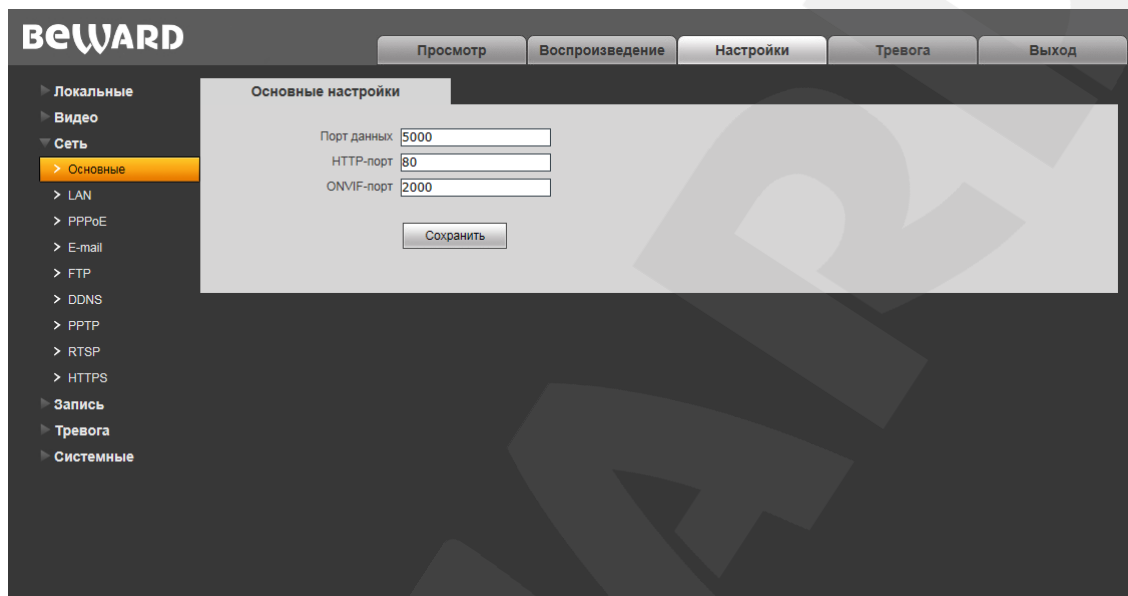 BEWARD
Просмотр Воспроизведение Настройки Тревога Выход
Локальные
Видео
Сеть
> Основные
> LAN
> PPPoE
> E-mail
> FTP
> DDNS
> PPTP
> RTSP
> HTTPS
Запись
Тревога
Системные
Основные настройки
Порт данных 5000
HTTP-порт 80
ONVIF-порт 2000
Сохранить